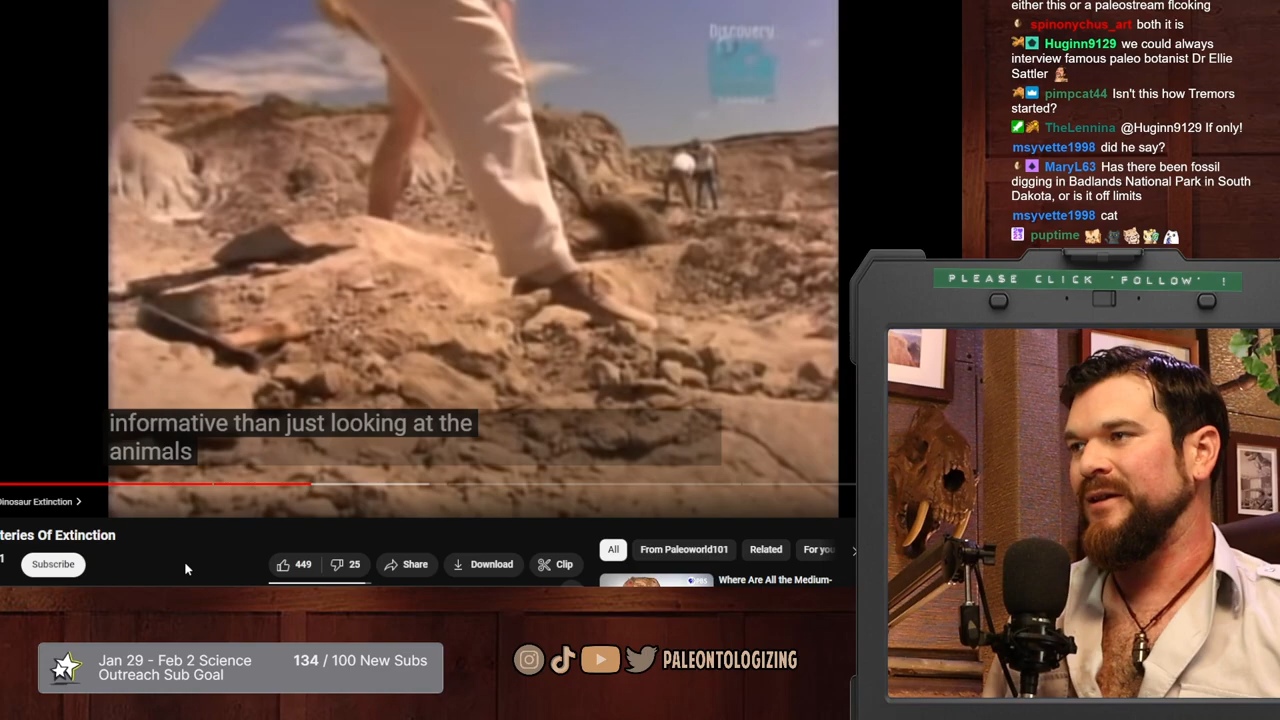 either this or a paleostream flcoking
spinonychus_art both it is
Huginn9129 we could always
interview famous paleo botanist Dr Ellie
Sattler
pimpcat44 Isn't this how Tremors
started?
TheLennina @Huginn9129 If only!
msyvette1998 did he say?
MaryL63 Has there been fossil
digging in Badlands National Park in South
Dakota, or is it off limits
msyvette1998 cat
puptime
Discovery
CHANNEL
PLEASE CLICK "FOLLOW" !
informative than just looking at the
animals
Dinosaur Extinction >
teries Of Extinction
1
Subscribe
449
25
Share
Download
Clip
All
From Paleoworld101
Related
For you
PBS
Where Are All the Medium-
Jan 29 - Feb 2 Science
Outreach Sub Goal
134 / 100 New Subs
PALEONTOLOGIZING